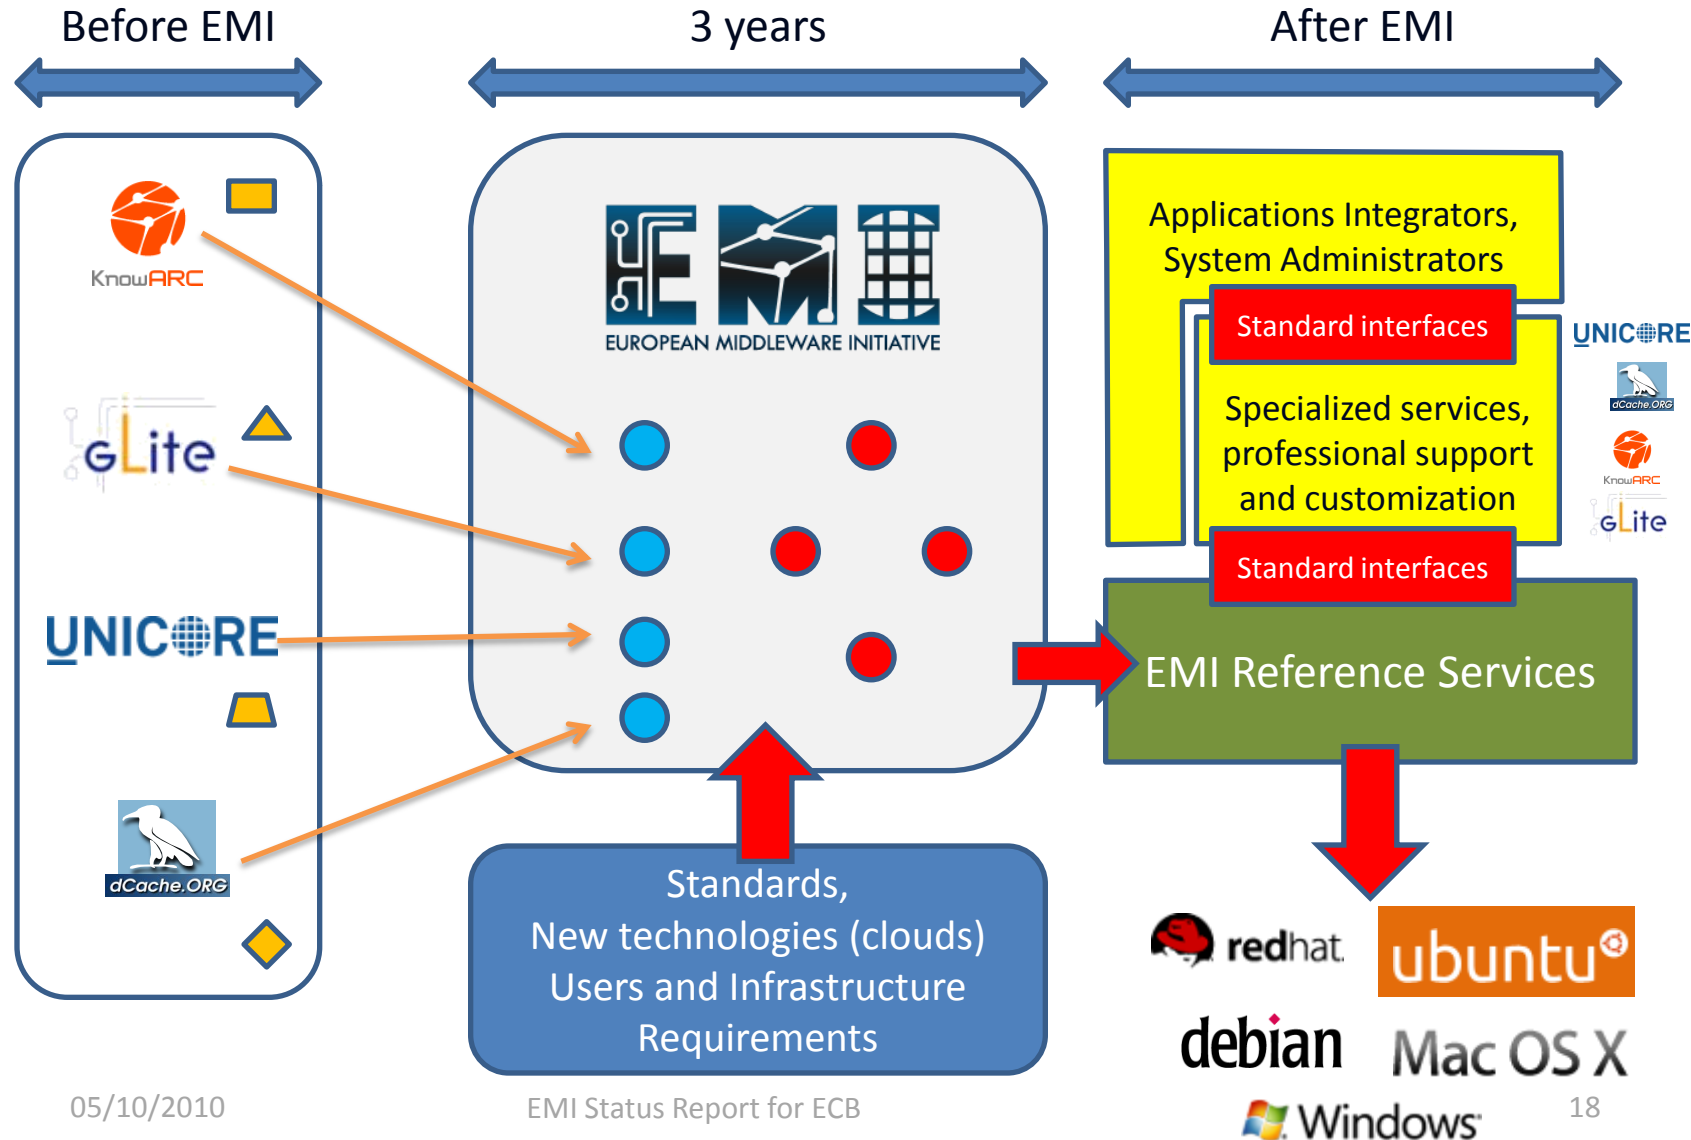 Before EMI
3 years
After EMI
KnowARC
gLite
UNICORE
dCache.ORG
EMI
EUROPEAN MIDDLEWARE INITIATIVE
Standards,
New technologies (clouds)
Users and Infrastructure
Requirements
Applications Integrators,
System Administrators
Standard interfaces
Specialized services,
professional support
and customization
Standard interfaces
UNICORE
dCache.ORG
KnowARC
gLite
EMI Reference Services
redhat.
ubuntu
debian
Mac OS X
Windows
05/10/2010
EMI Status Report for ECB
18